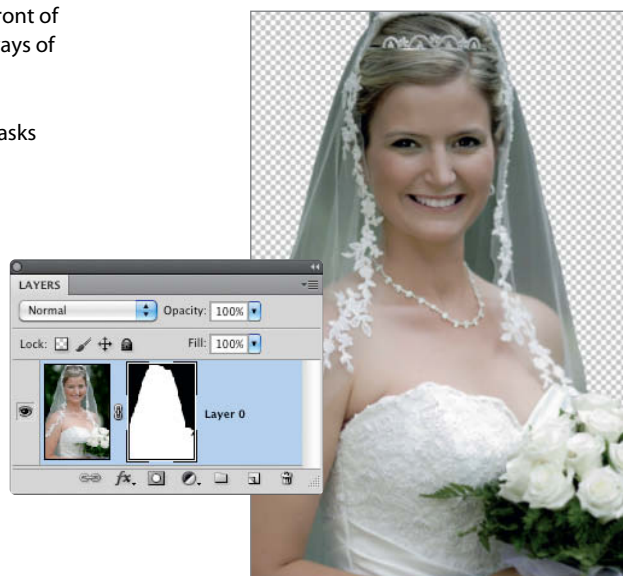 ront of
ays of
asks
LAYERS
Normal Opacity: 100%
Lock: Fill: 100%
Layer 0
fx.